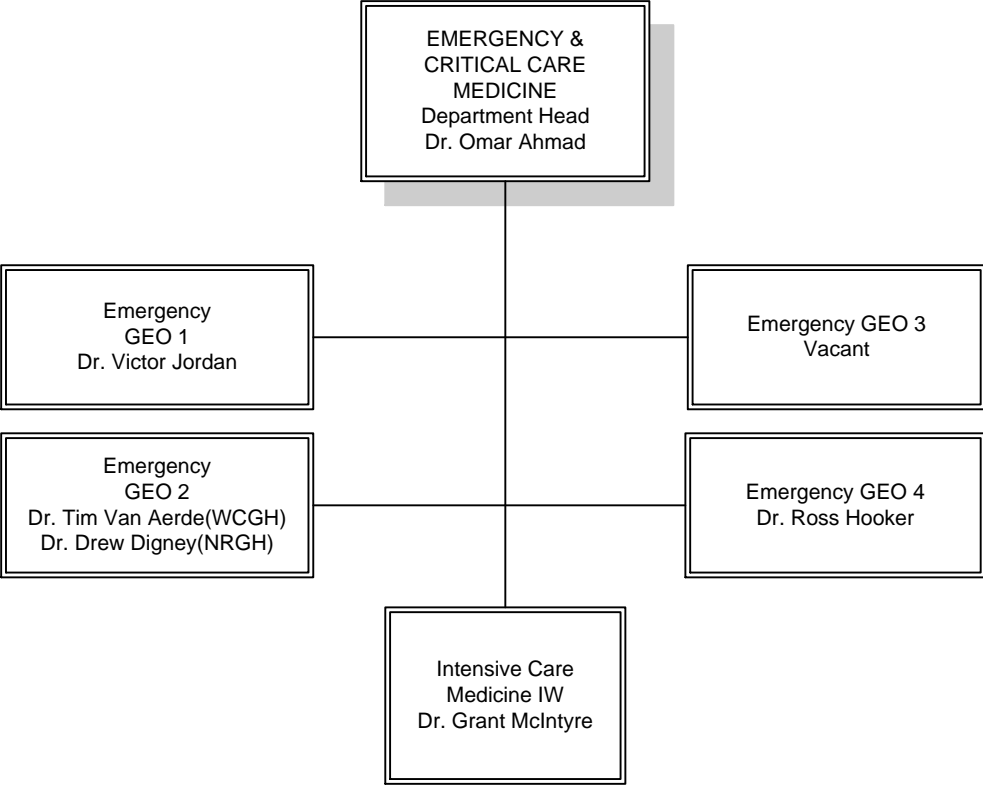 EMERGENCY &
CRITICAL CARE
MEDICINE
Department Head
Dr. Omar Ahmad
Emergency
GEO 1
Dr. Victor Jordan
Emergency GEO 3
Vacant
Emergency
GEO 2
Dr. Tim Van Aerde(WCGH)
Dr. Drew Digney(NRGH)
Emergency GEO 4
Dr. Ross Hooker
Intensive Care
Medicine IW
Dr. Grant McIntyre